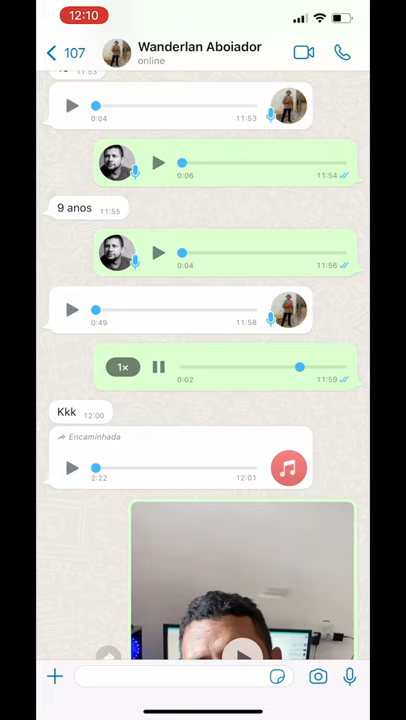 12:10
107
Wanderlan Aboiador
online
11:53
0:04 11:53
0:06 11:54
9 anos 11:55
0:04 11:56
0:49 11:58
1× 0:02 11:59
Kkk 12:00
Encaminhada
2:22 12:01